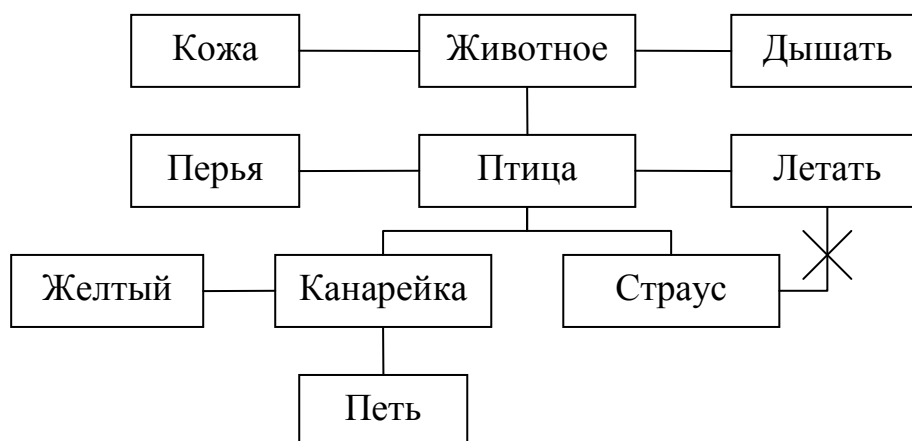 Кожа Животное Дышать
Перья Птица Летать
Желтый Канарейка Страус
Петь